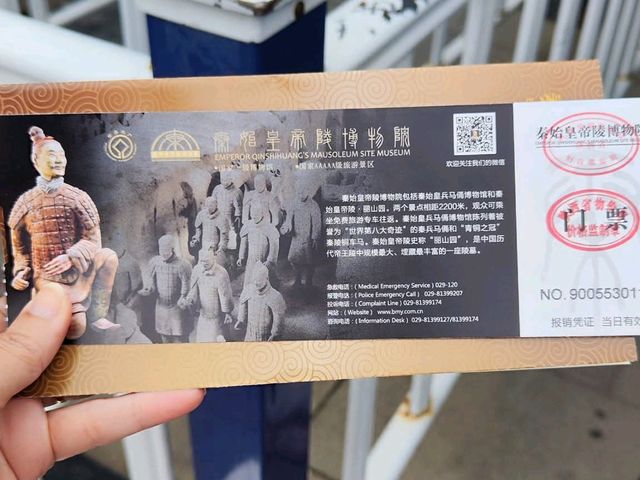 秦始皇帝陵博物院
EMPEROR QINSHIHUANG'S MAUSOLEUM SITE MUSEUM
•国家一级博物馆 •国家AAAAA级旅游景区
欢迎关注我们的微信
秦始皇帝陵博物院包括秦始皇兵马俑博物馆和秦
始皇帝陵·丽山园。两个景点相距2200米，观众可乘
坐免费旅游专车往返。秦始皇兵马俑博物馆陈列着被
誉为“世界第八大奇迹”的秦兵马俑和“青铜之冠”
秦陵铜车马。秦始皇帝陵史称“丽山园”，是中国历
代帝王陵中规模最大、埋藏最丰富的一座陵墓。
急救电话：( Medical Emergency Service ) 029-120
报警电话：( Police Emergency Call ) 029-81399207
投诉电话：( Complaint Line ) 029-81399174
网站：( Website ) www.bmy.com.cn
咨询电话：( Information Desk ) 029-81399127/81399174
秦始皇帝陵博物院
门 票
NO. 90055301
报销凭证 当日有效